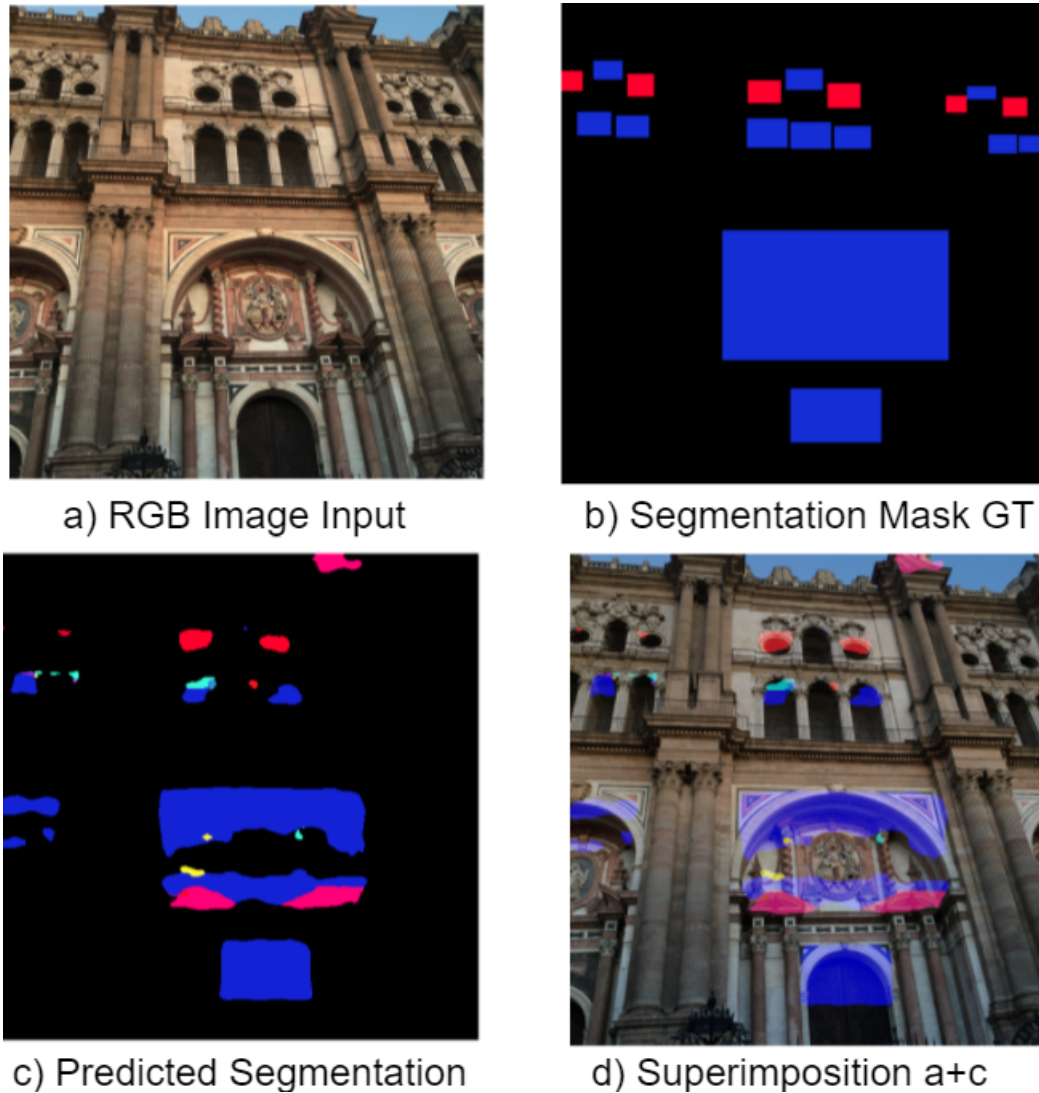 a) RGB Image Input
b) Segmentation Mask GT
c) Predicted Segmentation
d) Superimposition a+c